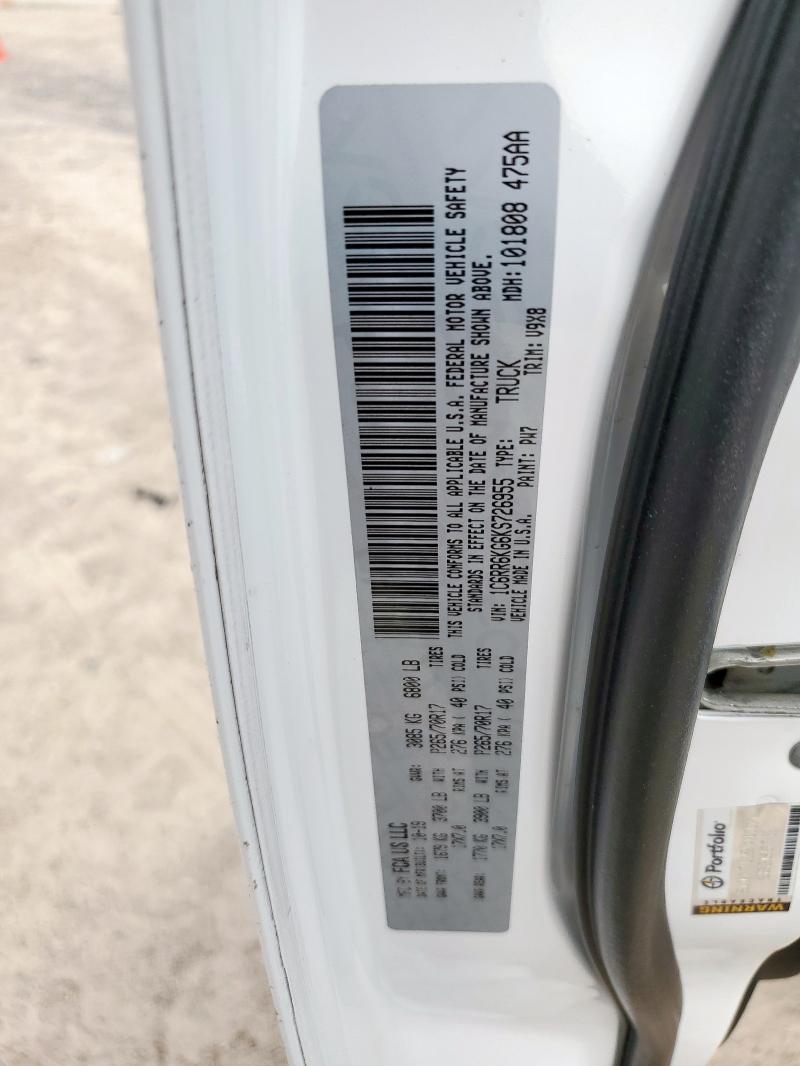 MFD BY FCA US LLC
DATE OF MFR(BUILT): 10-19 GVWR: 3085 KG 6800 LB
GAWR FRONT: 1679 KG 3700 LB WITH P265/70R17 TIRES
17X7.0 RIMS AT 276 KPA ( 40 PSI) COLD
GAWR REAR: 1770 KG 3900 LB WITH P265/70R17 TIRES
17X7.0 RIMS AT 276 KPA ( 40 PSI) COLD
THIS VEHICLE CONFORMS TO ALL APPLICABLE U.S.A. FEDERAL MOTOR VEHICLE SAFETY
STANDARDS IN EFFECT ON THE DATE OF MANUFACTURE SHOWN ABOVE.
VIN: 1C6RR6KG6KS726955 TYPE: TRUCK MDH:101808 475AA
VEHICLE MADE IN U.S.A. PAINT: PW7 TRIM: V9X8
Portfolio
WARNING
TRACEABLE